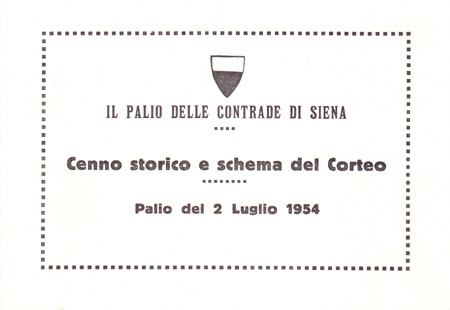 IL PALIO DELLE CONTRADE DI SIENA
Cenno storico e schema del Corteo
Palio del 2 Luglio 1954